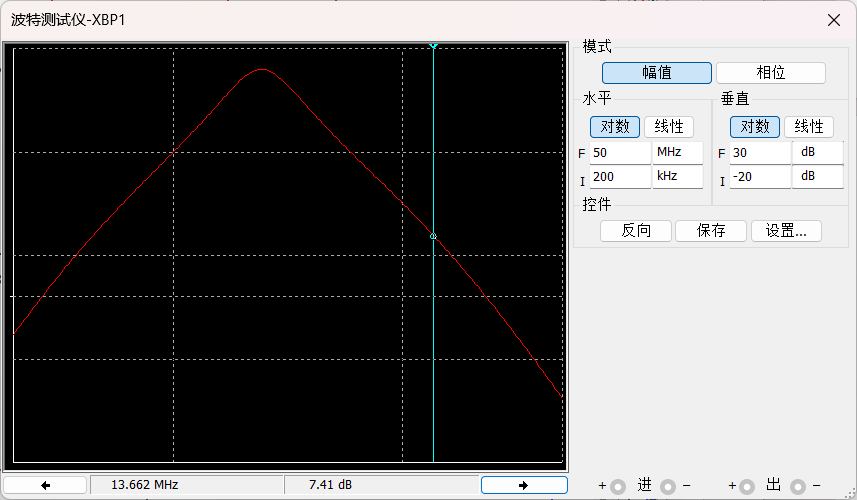 波特测试仪-XBP1
模式
幅值 相位
水平 垂直
对数 线性 对数 线性
F 50 MHz F 30 dB
I 200 kHz I -20 dB
控件
反向 保存 设置...
13.662 MHz 7.41 dB
+ 进 − + 出 −